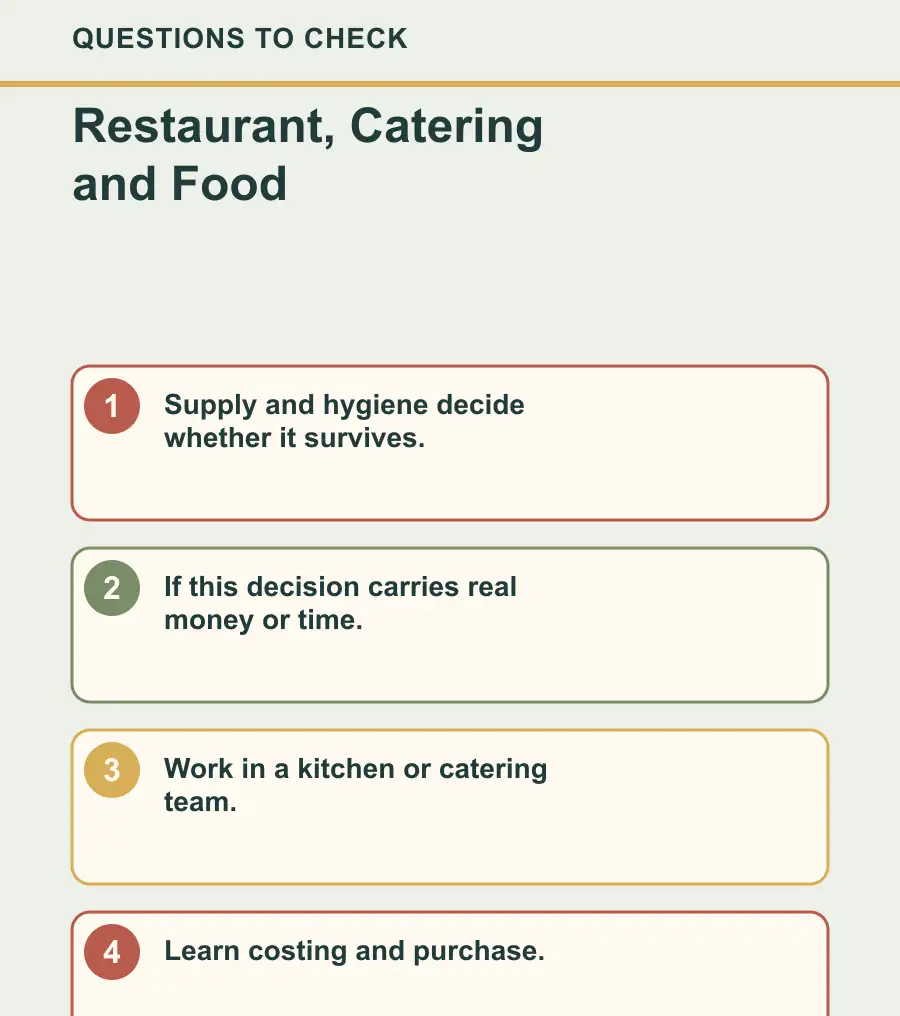 QUESTIONS TO CHECK
Restaurant, Catering
and Food
1
Supply and hygiene decide
whether it survives.
2
If this decision carries real
money or time.
3
Work in a kitchen or catering
team.
4
Learn costing and purchase.